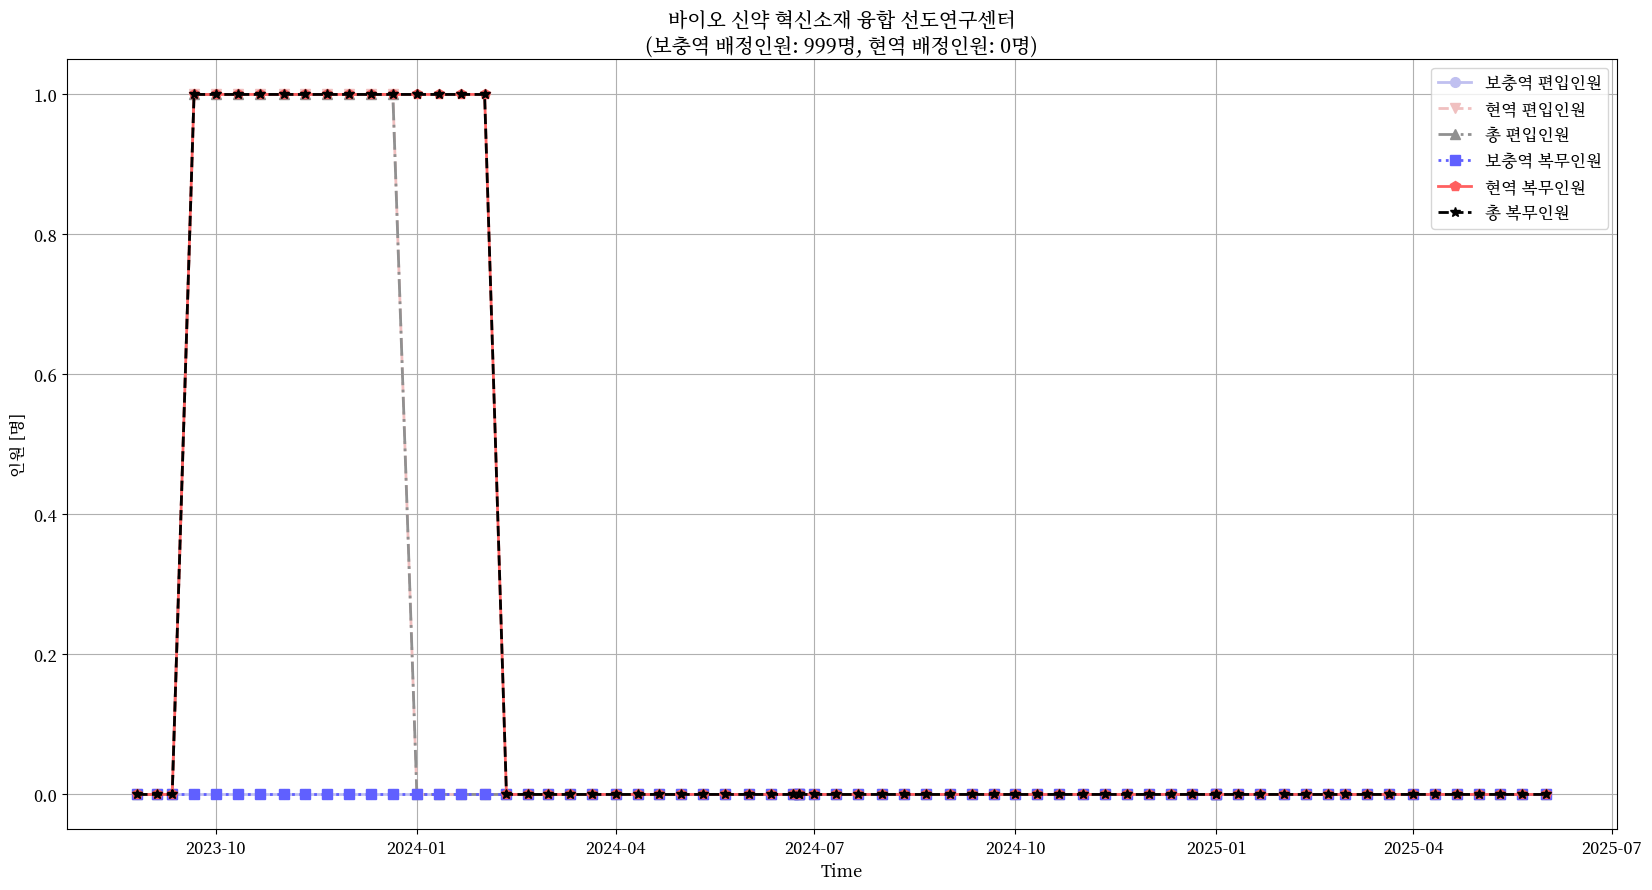 바이오 신약 혁신소재 융합 선도연구센터
(보충역 배정인원: 999명, 현역 배정인원: 0명)
보충역 편입인원
현역 편입인원
총 편입인원
보충역 복무인원
현역 복무인원
총 복무인원
1.0
0.8
0.6
0.4
0.2
0.0
인원 [명]
2023-10
2024-01
2024-04
2024-07
2024-10
2025-01
2025-04
2025-07
Time